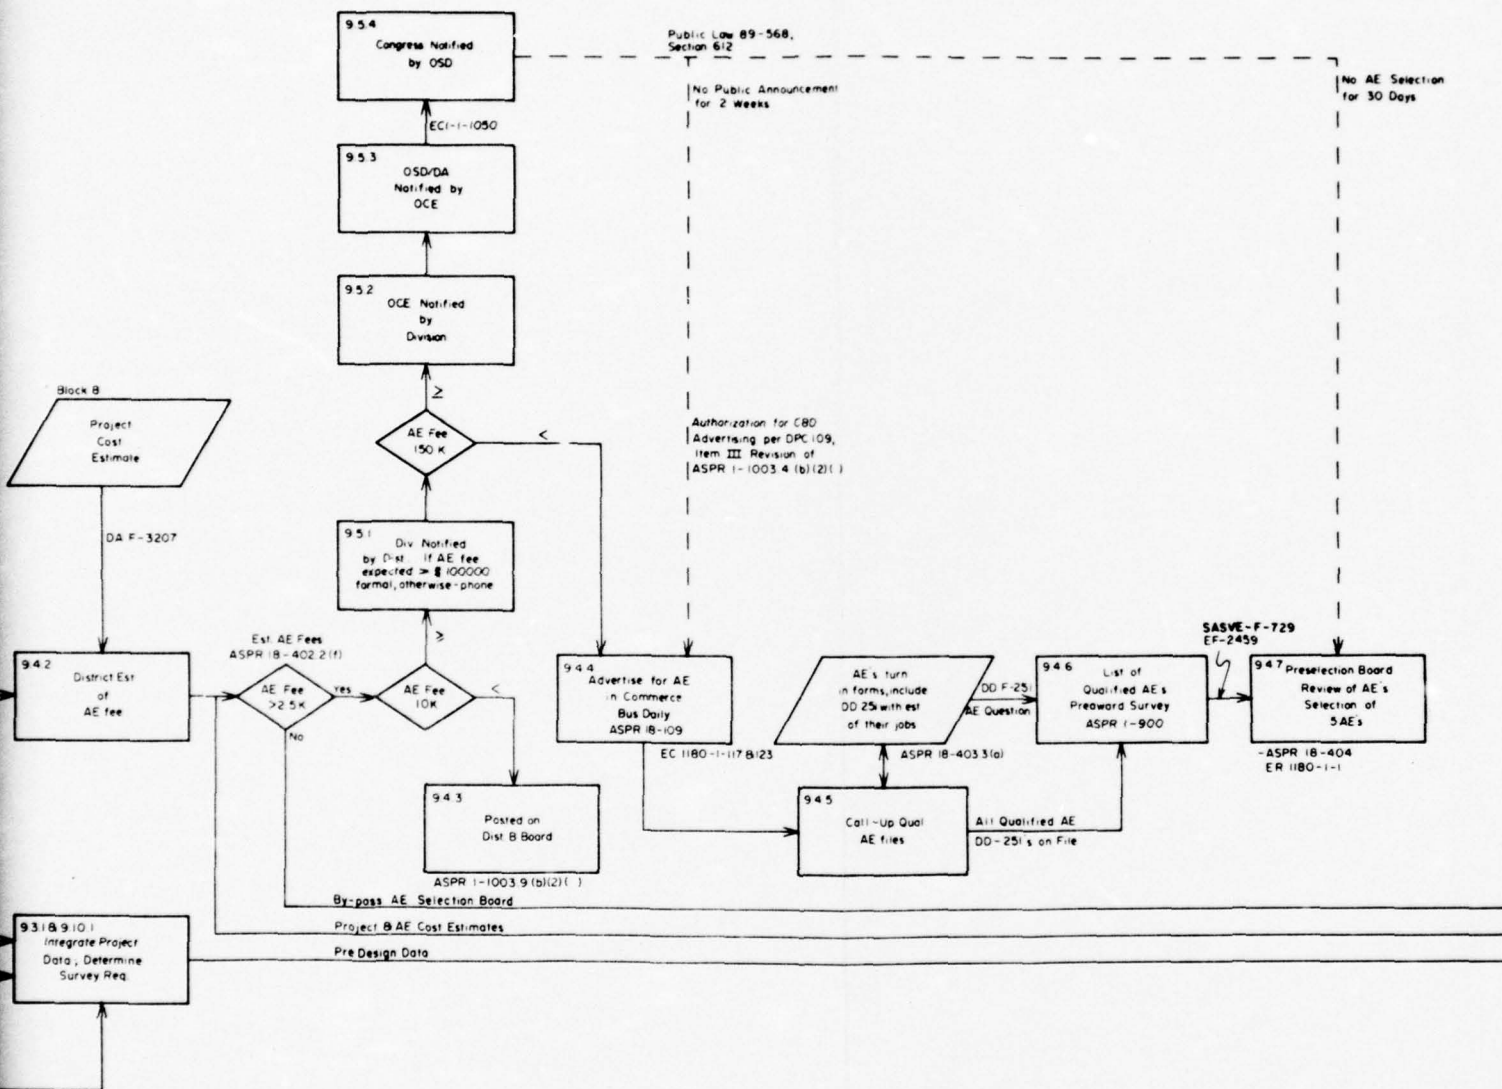 9.5.4
Congress Notified
by OSD
Public Law 89-568,
Section 612
No Public Announcement
for 2 Weeks
No AE Selection
for 30 Days
EC1-1-1050
9.5.3
OSD/DA
Notified by
OCE
9.5.2
OCE Notified
by
Division
≥
Block 8
Project
Cost
Estimate
AE Fee
150 K
<
Authorization for CBD
Advertising per DPC 109,
Item III Revision of
ASPR 1-1003.4 (b)(2)( )
DA F-3207
9.5.1
Div Notified
by Dist. If AE fee
expected > $ 100000
formal, otherwise - phone
≥
Est. AE Fees
ASPR 18-402.2(f)
9.4.2
District Est
of
AE fee
AE Fee
>2.5K
Yes
No
AE Fee
10K
<
9.4.4
Advertise for AE
in Commerce
Bus Daily
ASPR 18-109
EC 1180-1-117 & 123
AE's turn
in forms, include
DD 251 with est
of their jobs
DD F-251
AE Question
ASPR 18-403.3(a)
9.4.6
List of
Qualified AE's
Preaward Survey
ASPR 1-900
SASVE-F-729
EF-2459
9.4.7
Preselection Board
Review of AE's
Selection of
5AE's
-ASPR 18-404
ER 1180-1-1
9.4.3
Posted on
Dist. B Board
ASPR 1-1003.9 (b)(2)( )
9.4.5
Call-Up Qual
AE files
All Qualified AE
DD-251's on File
By-pass AE Selection Board
Project & AE Cost Estimates
Pre Design Data
9.3.1 & 9.10.1
Integrate Project
Data, Determine
Survey Req